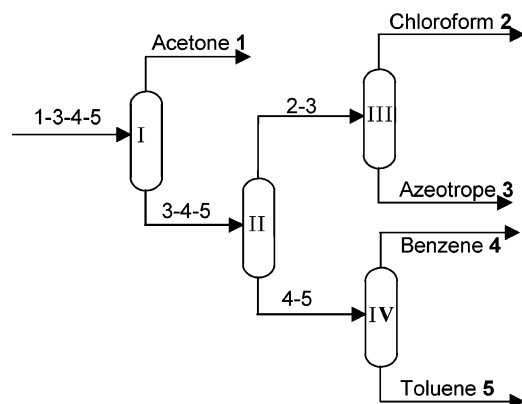 Chloroform 2
Acetone 1
1-3-4-5
I
2-3
III
Azeotrope 3
3-4-5
II
Benzene 4
4-5
IV
Toluene 5